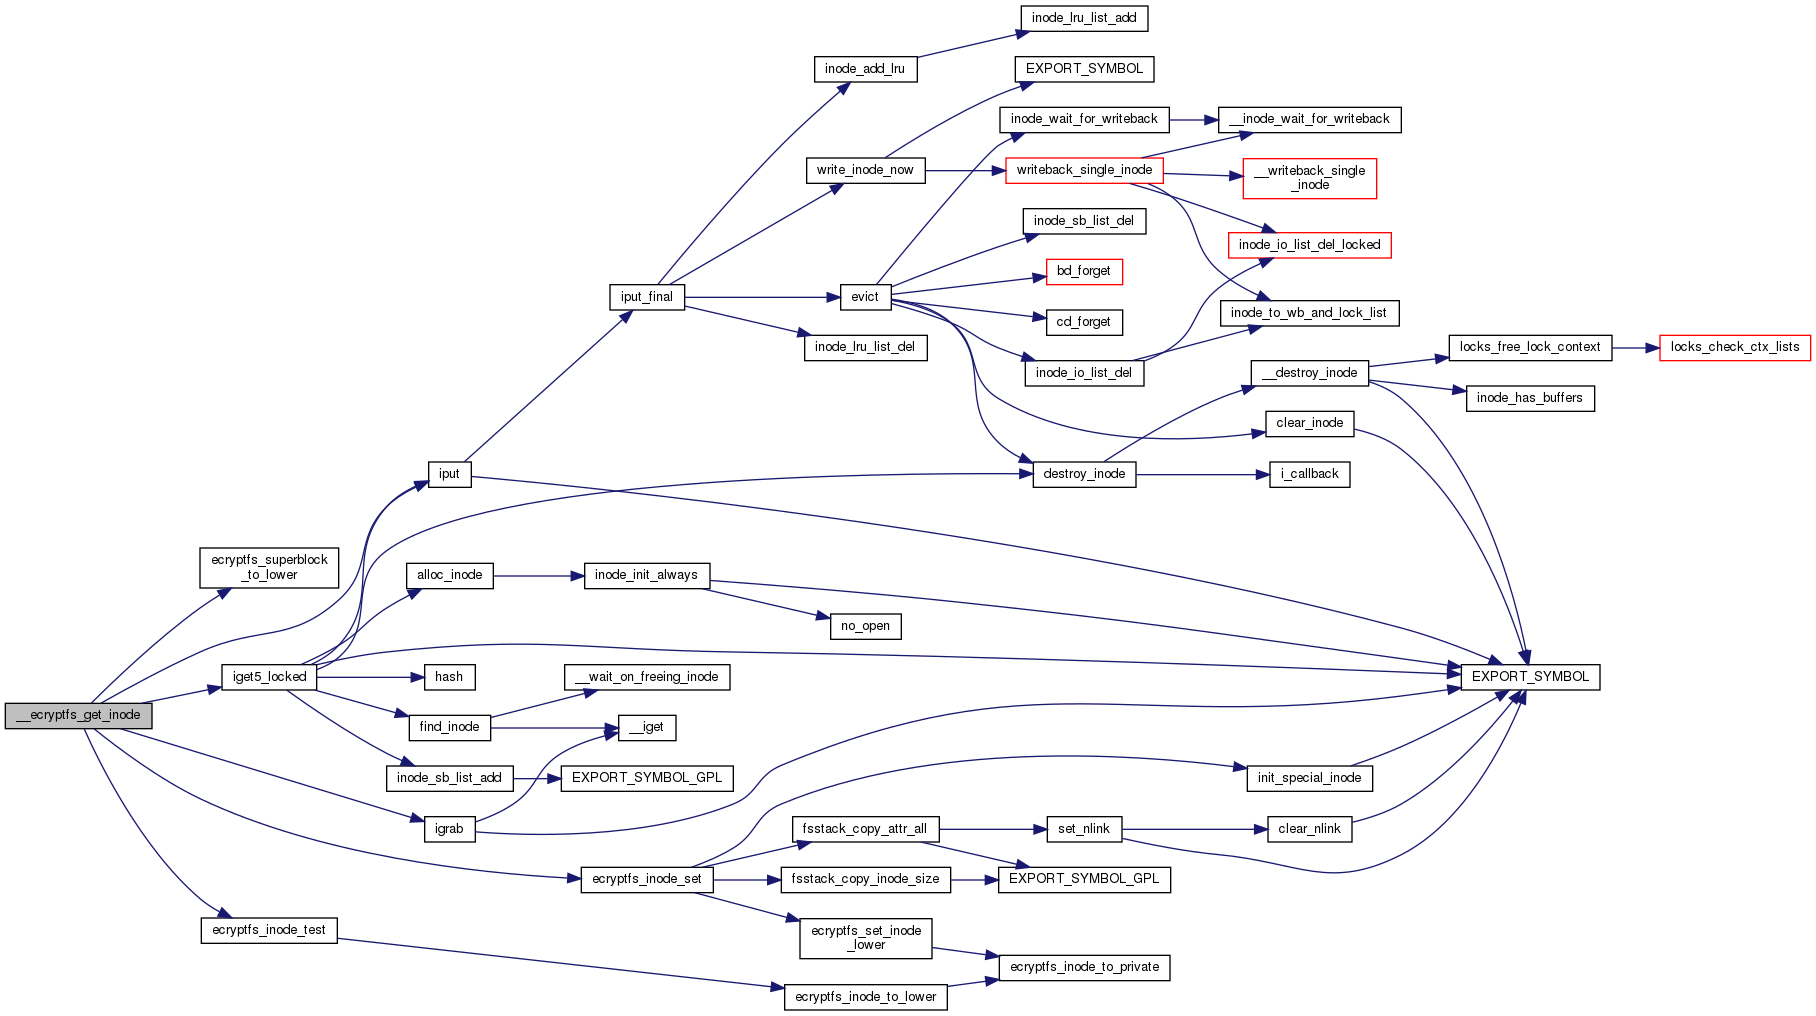 inode_lru_list_add
inode_add_lru
EXPORT_SYMBOL
inode_wait_for_writeback
__inode_wait_for_writeback
write_inode_now
writeback_single_inode
__writeback_single
_inode
inode_sb_list_del
inode_io_list_del_locked
bd_forget
iput_final
evict
cd_forget
inode_to_wb_and_lock_list
inode_lru_list_del
locks_free_lock_context
locks_check_ctx_lists
inode_io_list_del
__destroy_inode
inode_has_buffers
clear_inode
iput
destroy_inode
i_callback
ecryptfs_superblock
_to_lower
alloc_inode
inode_init_always
no_open
iget5_locked
hash
__wait_on_freeing_inode
EXPORT_SYMBOL
__ecryptfs_get_inode
find_inode
__iget
inode_sb_list_add
EXPORT_SYMBOL_GPL
init_special_inode
igrab
fsstack_copy_attr_all
set_nlink
clear_nlink
ecryptfs_inode_set
fsstack_copy_inode_size
EXPORT_SYMBOL_GPL
ecryptfs_inode_test
ecryptfs_set_inode
_lower
ecryptfs_inode_to_private
ecryptfs_inode_to_lower